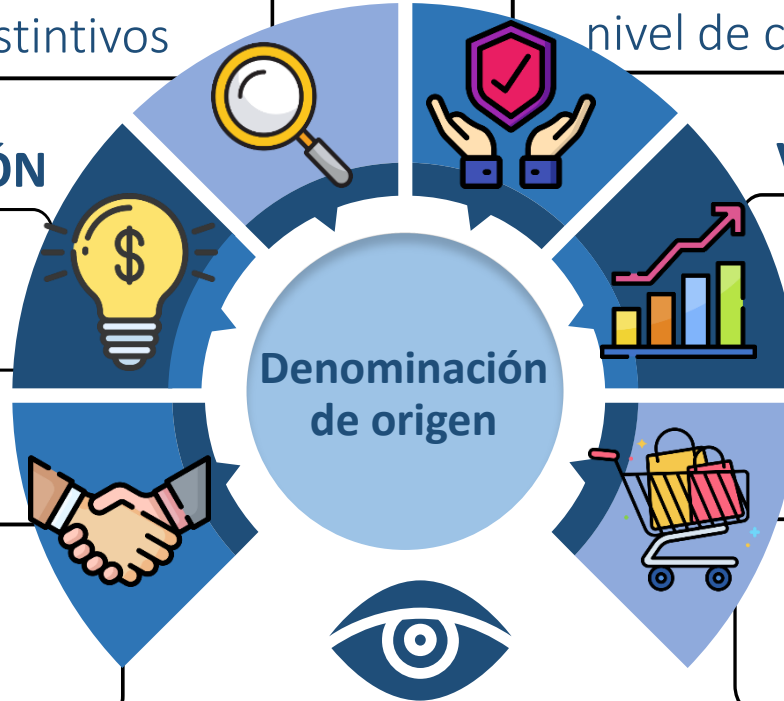 stintivos
nivel de c
ÓN
$
Denominación
de origen